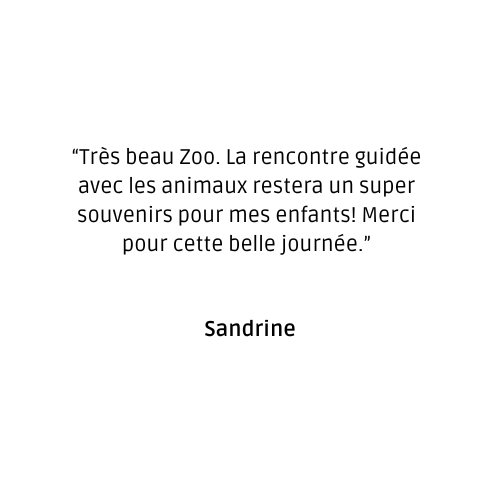 “Très beau Zoo. La rencontre guidée
avec les animaux restera un super
souvenirs pour mes enfants! Merci
pour cette belle journée.”
Sandrine